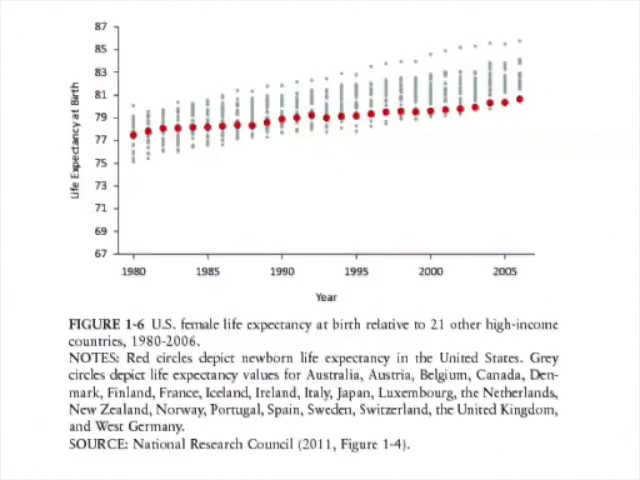 87
85
83
81
79
77
75
73
71
69
67
Life Expectancy at Birth
1980 1985 1990 1995 2000 2005
Year
FIGURE 1-6 U.S. female life expectancy at birth relative to 21 other high-income
countries, 1980-2006.
NOTES: Red circles depict newborn life expectancy in the United States. Grey
circles depict life expectancy values for Australia, Austria, Belgium, Canada, Den-
mark, Finland, France, Iceland, Ireland, Italy, Japan, Luxembourg, the Netherlands,
New Zealand, Norway, Portugal, Spain, Sweden, Switzerland, the United Kingdom,
and West Germany.
SOURCE: National Research Council (2011, Figure 1-4).